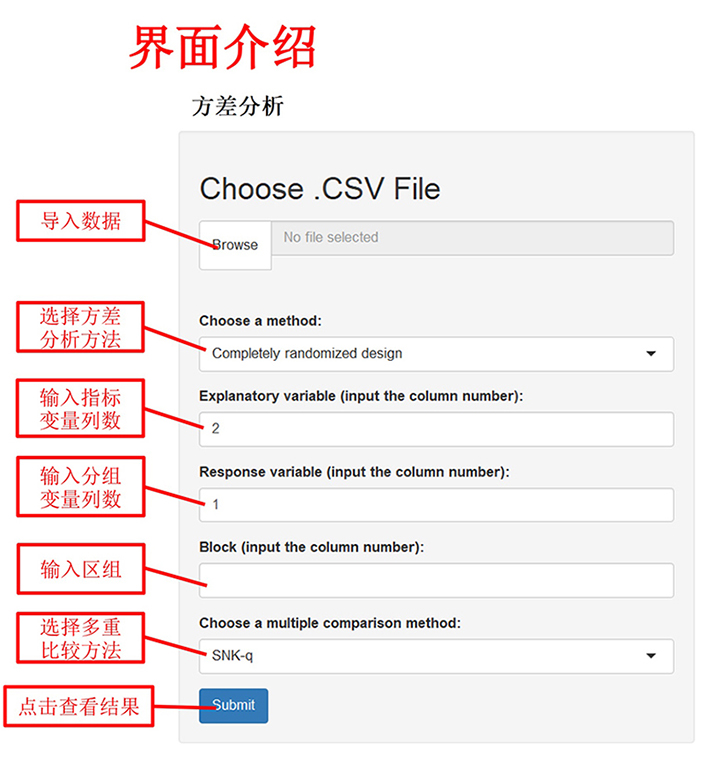 界面介绍
方差分析
Choose .CSV File
导入数据
Browse
No file selected
选择方差
分析方法
Choose a method:
Completely randomized design
输入指标
变量列数
Explanatory variable (input the column number):
2
输入分组
变量列数
Response variable (input the column number):
1
输入区组
Block (input the column number):
选择多重
比较方法
Choose a multiple comparison method:
SNK-q
点击查看结果
Submit